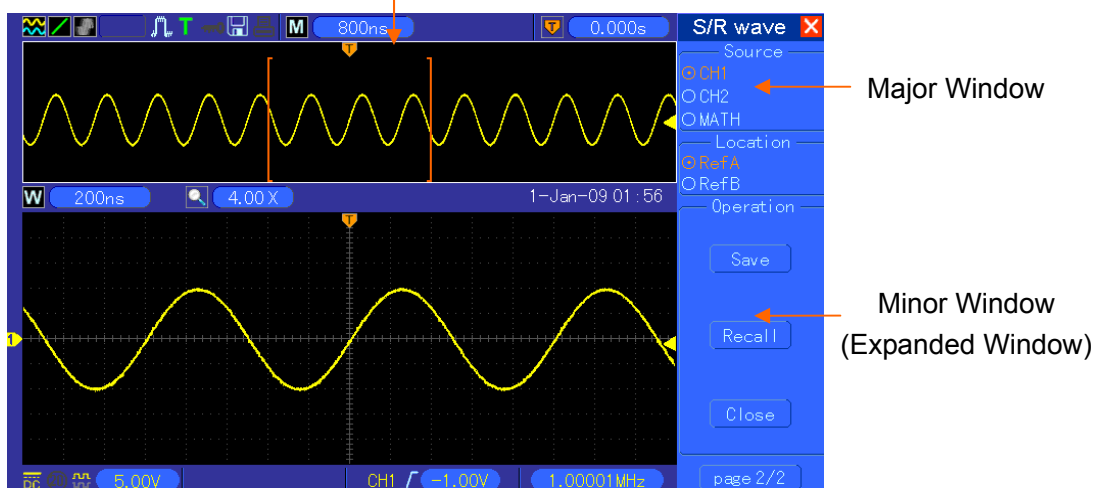 T M 800ns T 0.000s S/R wave X
T
Source
CH1
CH2
MATH
Major Window
Location
RefA
RefB
W 200ns 4.00X 1-Jan-09 01:56
Operation
T
Save
Minor Window
(Expanded Window)
1
Recall
Close
DC 5.00V CH1 -1.00V 1.00001MHz
page 2/2